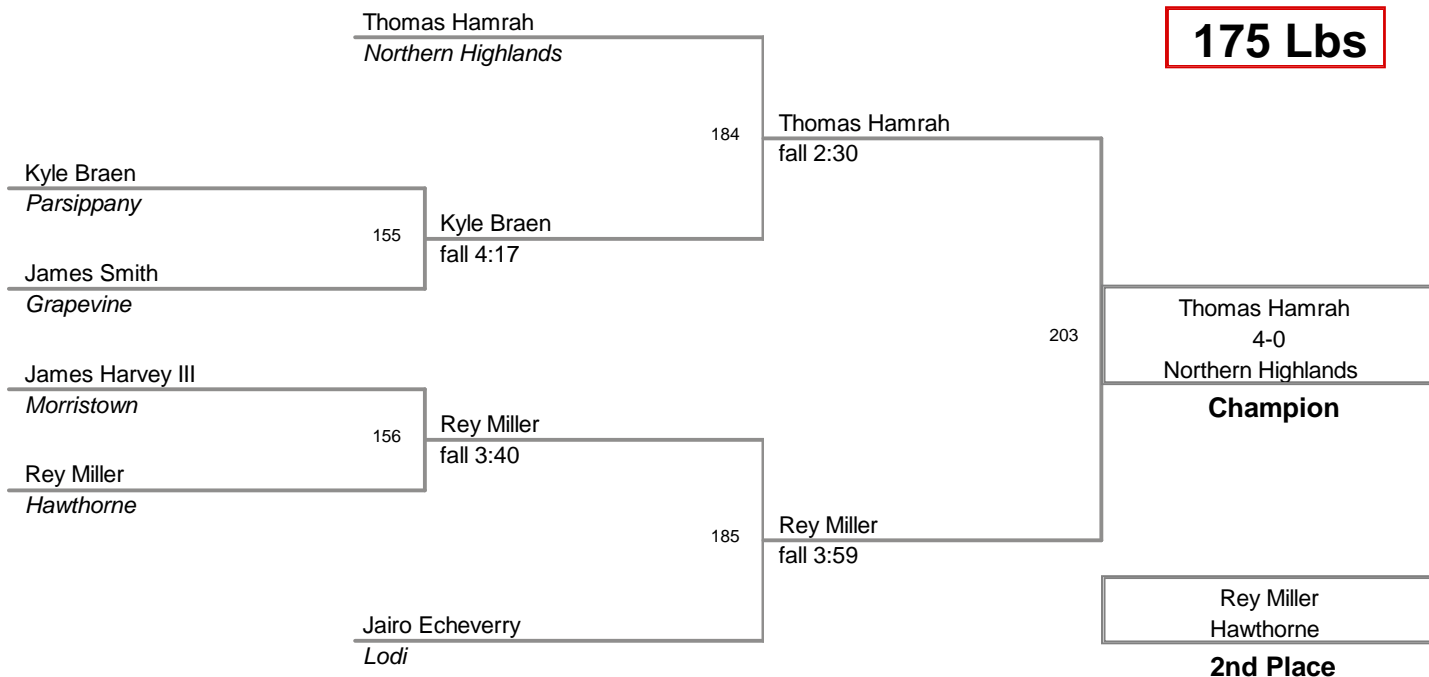 Thomas Hamrah
Northern Highlands
175 Lbs
184
Thomas Hamrah
fall 2:30
Kyle Braen
Parsippany
155
Kyle Braen
fall 4:17
James Smith
Grapevine
203
Thomas Hamrah
4-0
Northern Highlands
Champion
James Harvey III
Morristown
156
Rey Miller
fall 3:40
Rey Miller
Hawthorne
185
Rey Miller
fall 3:59
Jairo Echeverry
Lodi
Rey Miller
Hawthorne
2nd Place